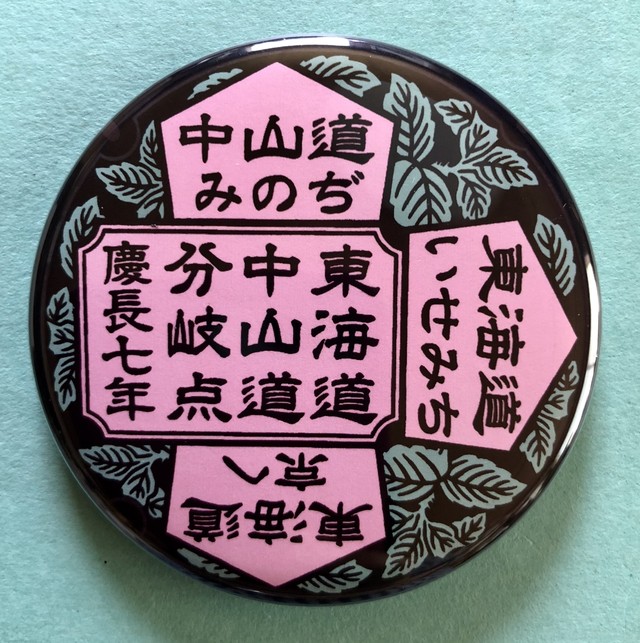 中山道
みのぢ
東海道
中山道
分岐点
慶長七年
東海道
いせみち
東海道
京へ